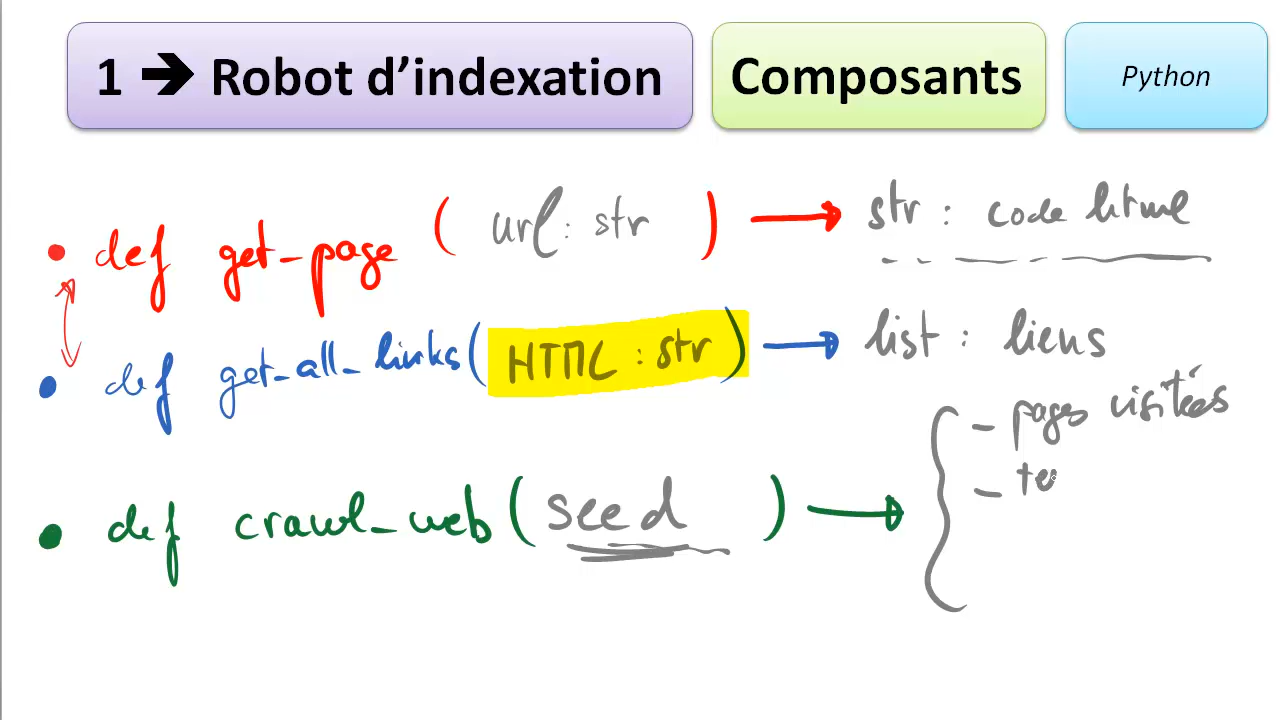 1 ➔ Robot d’indexation Composants Python
• def get_page ( url : str ) → str : code html
• def get_all_links ( HTML : str ) → list : liens
- pages visitées
- te
• def crawl_web ( seed ) →